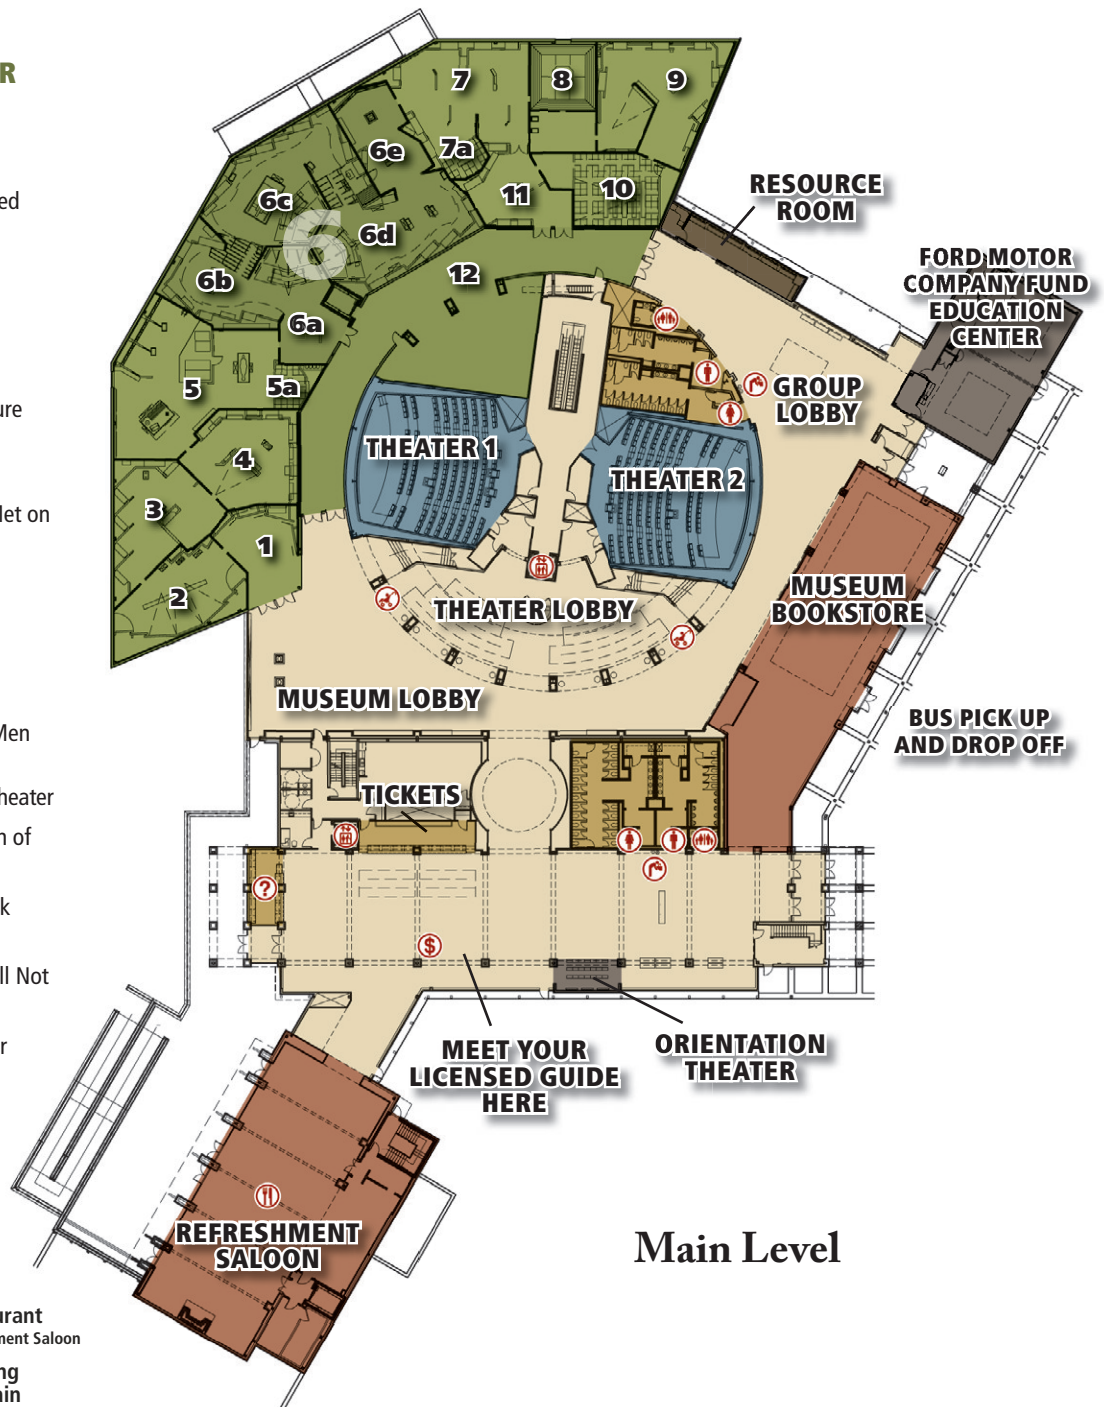 R
ed
ure
let on
Men
heater
n of
k
ll Not
r
urant
ment Saloon
ng
ain
7
8
9
7a
6e
6c
6
6d
11
10
6b
12
6a
5
5a
4
3
1
2
RESOURCE
ROOM
FORD MOTOR
COMPANY FUND
EDUCATION
CENTER
GROUP
LOBBY
THEATER 1
THEATER 2
THEATER LOBBY
MUSEUM
BOOKSTORE
MUSEUM LOBBY
BUS PICK UP
AND DROP OFF
TICKETS
?
$
MEET YOUR
LICENSED GUIDE
HERE
ORIENTATION
THEATER
REFRESHMENT
SALOON
Main Level